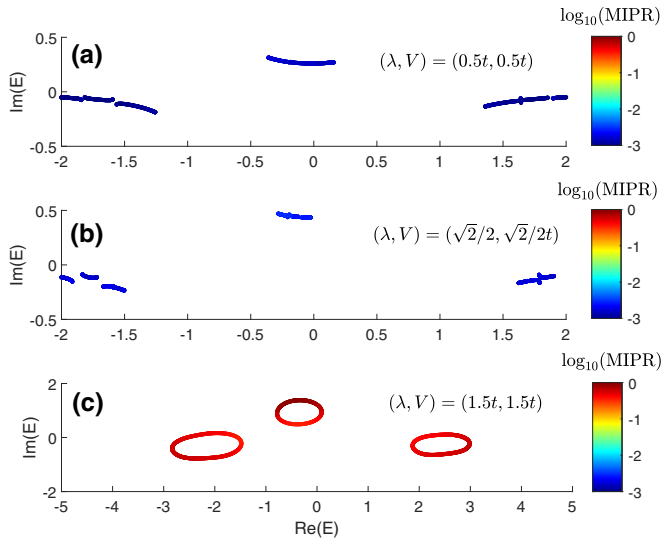 log₁₀(MIPR)
(a)
(λ, V) = (0.5t, 0.5t)
Im(E)
0.5
0
-0.5
-2 -1.5 -1 -0.5 0 0.5 1 1.5 2
0
-1
-2
-3
log₁₀(MIPR)
(b)
(λ, V) = (√2/2, √2/2t)
Im(E)
0.5
0
-0.5
-2 -1.5 -1 -0.5 0 0.5 1 1.5 2
0
-1
-2
-3
log₁₀(MIPR)
(c)
(λ, V) = (1.5t, 1.5t)
Im(E)
2
0
-2
-5 -4 -3 -2 -1 0 1 2 3 4 5
Re(E)
0
-1
-2
-3